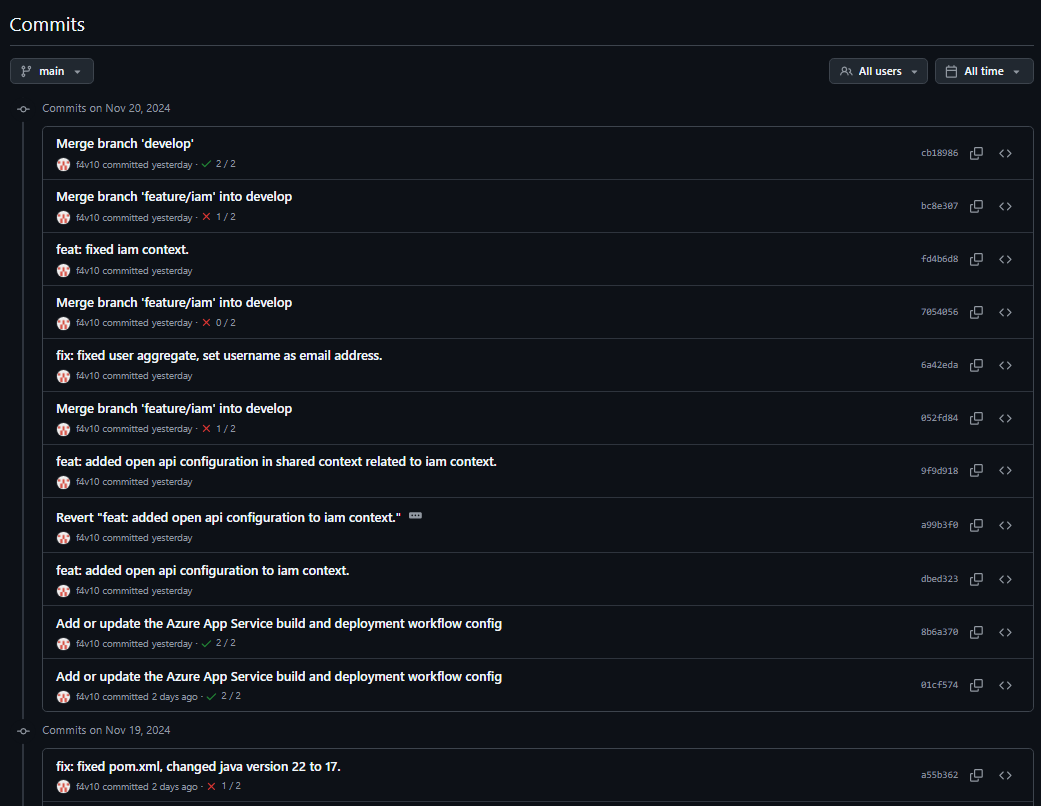 Commits
main
All users
All time
Commits on Nov 20, 2024
Merge branch 'develop'
f4v10 committed yesterday · 2 / 2
cb18986
Merge branch 'feature/iam' into develop
f4v10 committed yesterday · 1 / 2
bc8e307
feat: fixed iam context.
f4v10 committed yesterday
fd4b6d8
Merge branch 'feature/iam' into develop
f4v10 committed yesterday · 0 / 2
7054056
fix: fixed user aggregate, set username as email address.
f4v10 committed yesterday
6a42eda
Merge branch 'feature/iam' into develop
f4v10 committed yesterday · 1 / 2
052fd84
feat: added open api configuration in shared context related to iam context.
f4v10 committed yesterday
9f9d918
Revert "feat: added open api configuration to iam context."
f4v10 committed yesterday
a99b3f0
feat: added open api configuration to iam context.
f4v10 committed yesterday
dbed323
Add or update the Azure App Service build and deployment workflow config
f4v10 committed yesterday · 2 / 2
8b6a370
Add or update the Azure App Service build and deployment workflow config
f4v10 committed 2 days ago · 2 / 2
01cf574
Commits on Nov 19, 2024
fix: fixed pom.xml, changed java version 22 to 17.
f4v10 committed 2 days ago · 1 / 2
a55b362